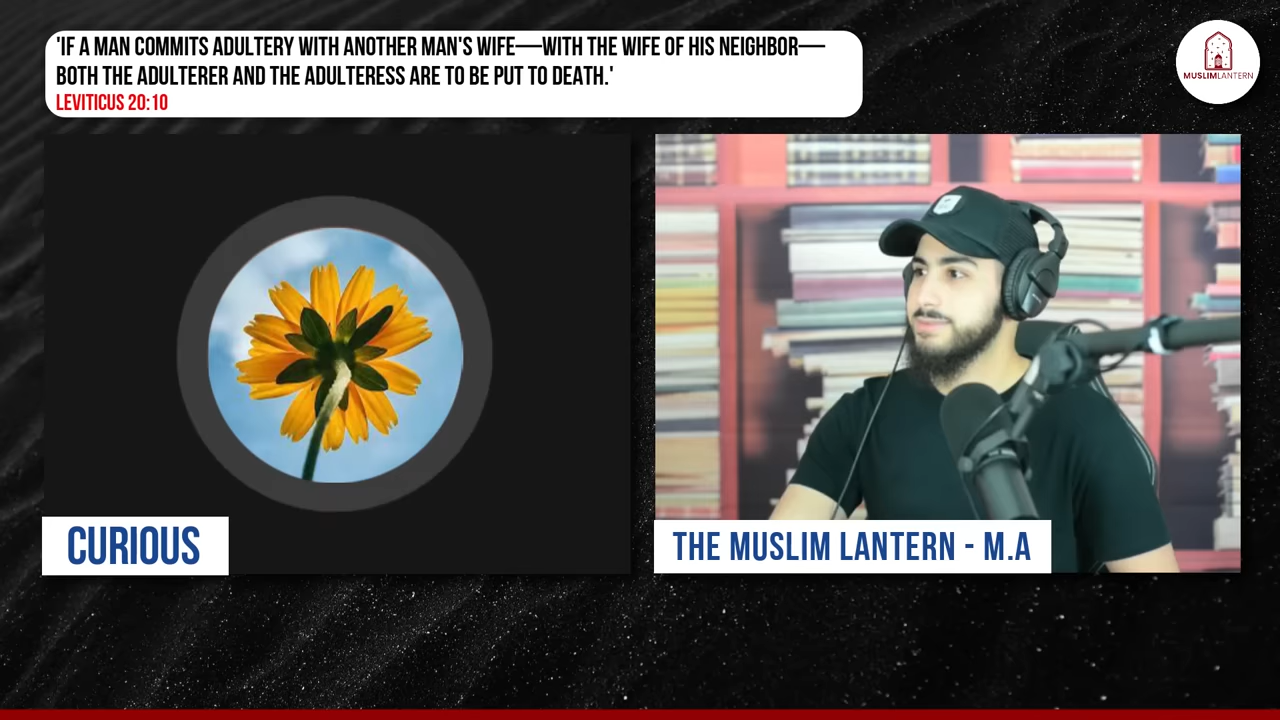 'IF A MAN COMMITS ADULTERY WITH ANOTHER MAN'S WIFE—WITH THE WIFE OF HIS NEIGHBOR—
BOTH THE ADULTERER AND THE ADULTERESS ARE TO BE PUT TO DEATH.'
LEVITICUS 20:10
MUSLIMLANTERN
CURIOUS
THE MUSLIM LANTERN - M.A